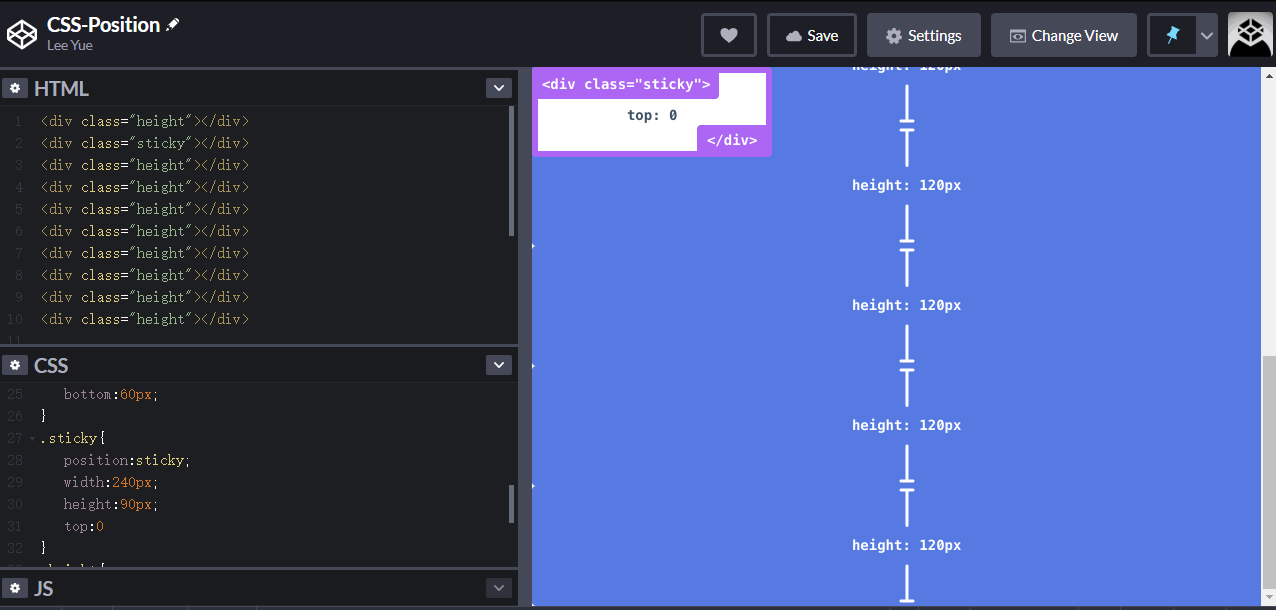 CSS-Position
Lee Yue
Save
Settings
Change View
HTML
1 <div class="height"></div>
2 <div class="sticky"></div>
3 <div class="height"></div>
4 <div class="height"></div>
5 <div class="height"></div>
6 <div class="height"></div>
7 <div class="height"></div>
8 <div class="height"></div>
9 <div class="height"></div>
10 <div class="height"></div>
11
CSS
25 bottom:60px;
26 }
27 .sticky{
28 position:sticky;
29 width:240px;
30 height:90px;
31 top:0
32 }
JS
height: 120px
<div class="sticky">
top: 0
</div>
height: 120px
height: 120px
height: 120px
height: 120px